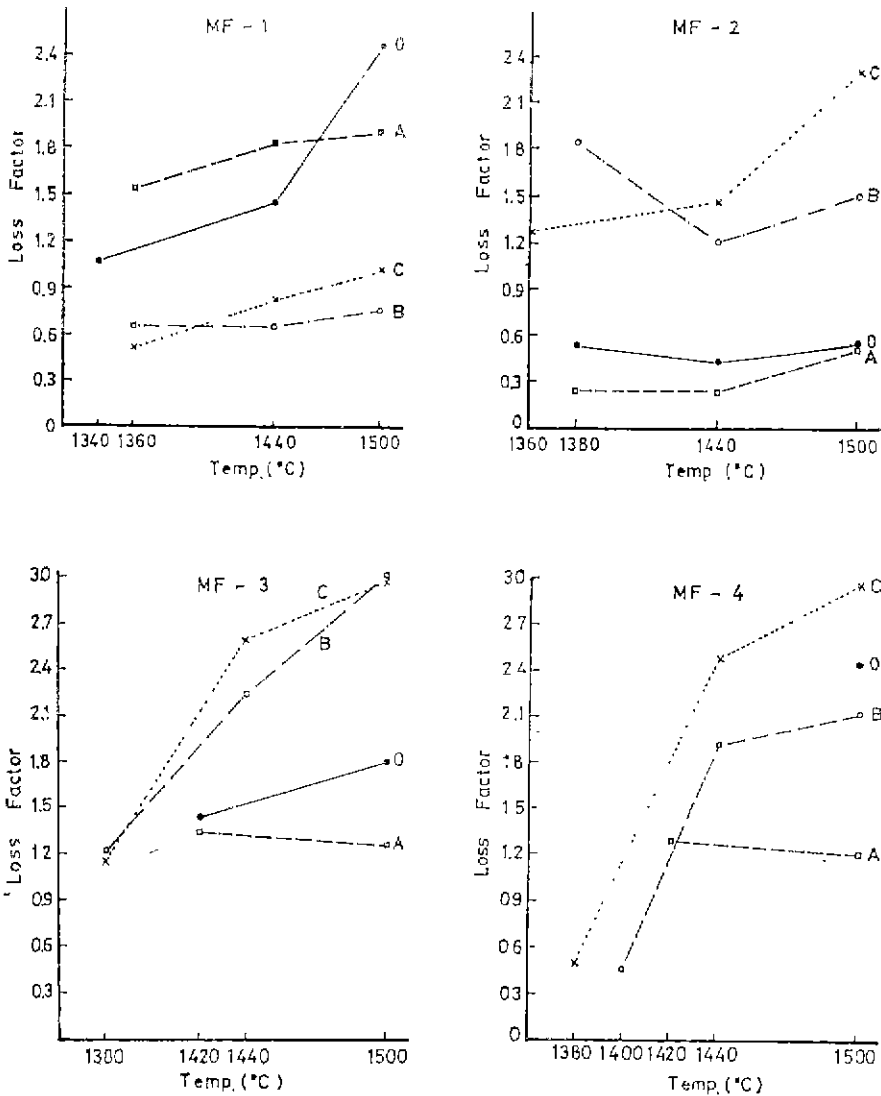 MF - 1
Loss Factor
2.4
2.1
1.8
1.5
1.2
0.9
0.6
0.3
0
O
A
C
B
1340 1360 1440 1500
Temp. (°C)
MF - 2
Loss Factor
2.4
2.1
1.8
1.5
1.2
0.9
0.6
0.3
0
C
B
O
A
1360 1380 1440 1500
Temp (°C)
MF - 3
Loss Factor
3.0
2.7
2.4
2.1
1.8
1.5
1.2
0.9
0.6
0.3
C
B
O
A
1380 1420 1440 1500
Temp. (°C)
MF - 4
Loss Factor
3.0
2.7
2.4
2.1
1.8
1.5
1.2
0.9
0.6
0.3
0
C
O
B
A
1380 1400 1420 1440 1500
Temp. (°C)